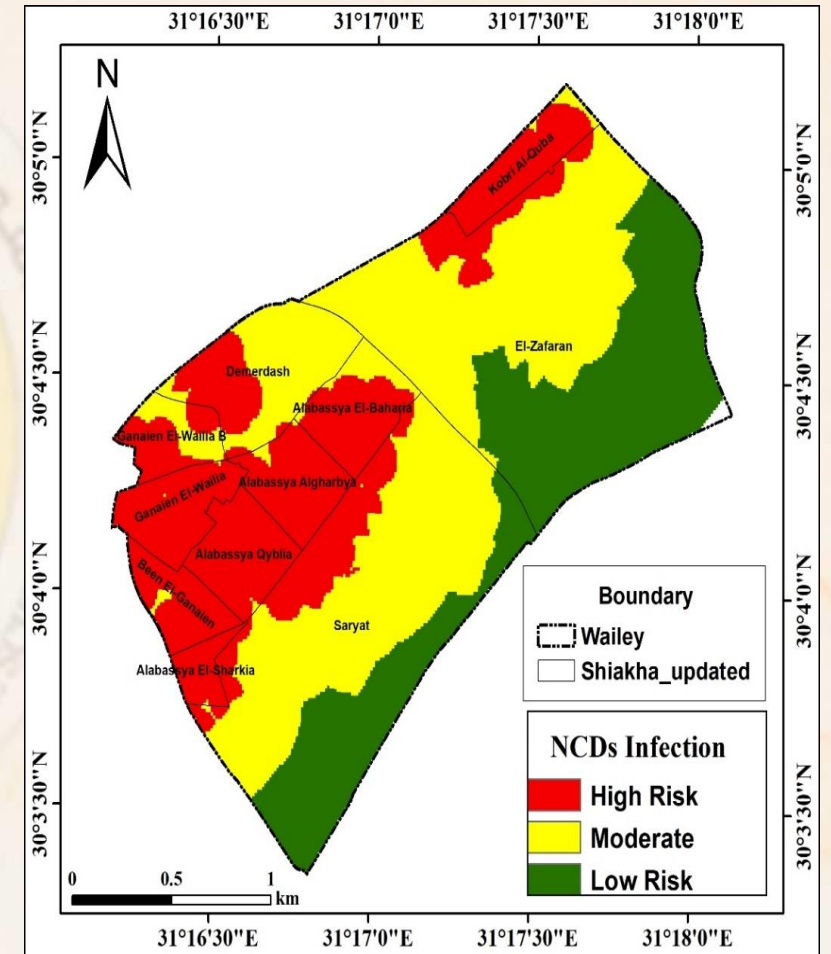 31°16'30"E 31°17'0"E 31°17'30"E 31°18'0"E
N
30°5'0"N
30°4'30"N
30°4'0"N
30°3'30"N
Kobri Al-Quba
El-Zafaran
Demerdash
Alabassya El-Baharia
Ganaien El-Wailia B
Alabassya Algharbya
Ganaien El-Wailia
Alabassya Qyblia
Been El-Ganaien
Saryat
Alabassya El-Sharkia
30°5'0"N
30°4'30"N
30°4'0"N
30°3'30"N
Boundary
Wailey
Shiakha_updated
NCDs Infection
High Risk
Moderate
Low Risk
0 0.5 1
km
31°16'30"E 31°17'0"E 31°17'30"E 31°18'0"E